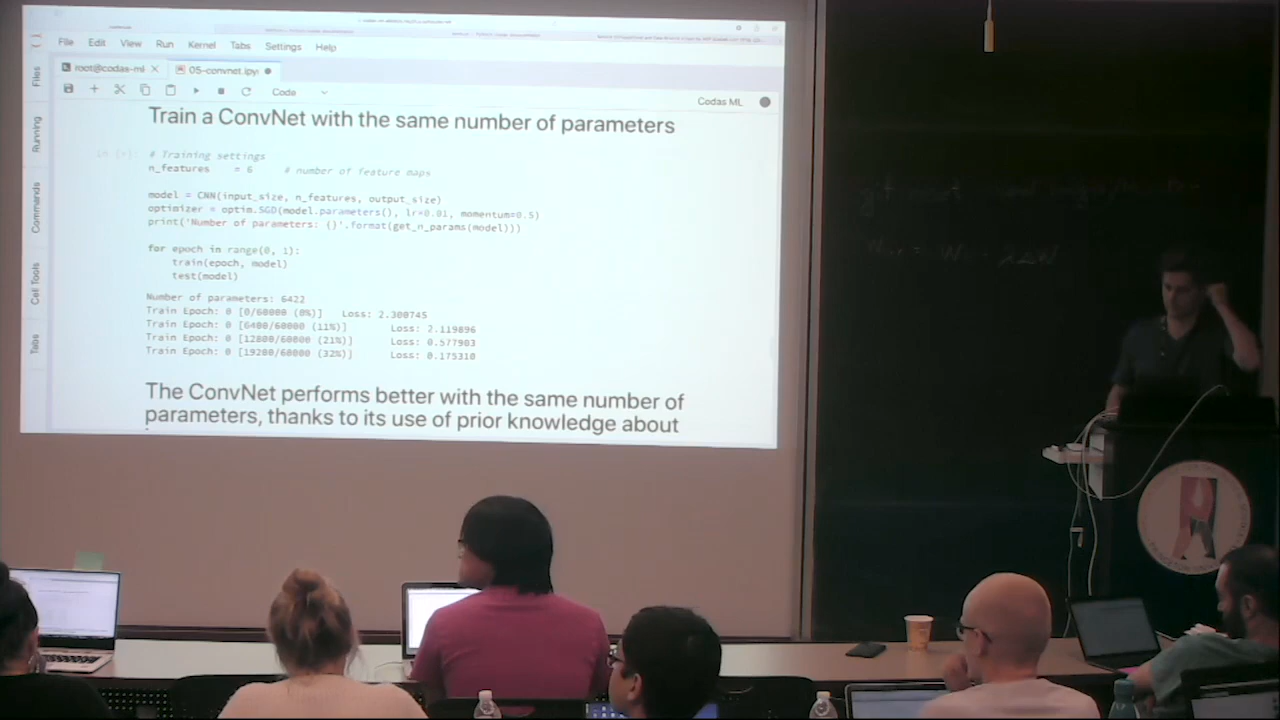 File Edit View Run Kernel Tabs Settings Help
root@codas-ml × 05-convnet.ipy
Code
Codas ML
Files
Running
Commands
Cell Tools
Tabs
Train a ConvNet with the same number of parameters
In [*]: # Training settings
n_features = 6 # number of feature maps
model = CNN(input_size, n_features, output_size)
optimizer = optim.SGD(model.parameters(), lr=0.01, momentum=0.5)
print('Number of parameters: {}'.format(get_n_params(model)))
for epoch in range(0, 1):
train(epoch, model)
test(model)
Number of parameters: 6422
Train Epoch: 0 [0/60000 (0%)] Loss: 2.300745
Train Epoch: 0 [6400/60000 (11%)] Loss: 2.119896
Train Epoch: 0 [12800/60000 (21%)] Loss: 0.577903
Train Epoch: 0 [19200/60000 (32%)] Loss: 0.175310
The ConvNet performs better with the same number of
parameters, thanks to its use of prior knowledge about